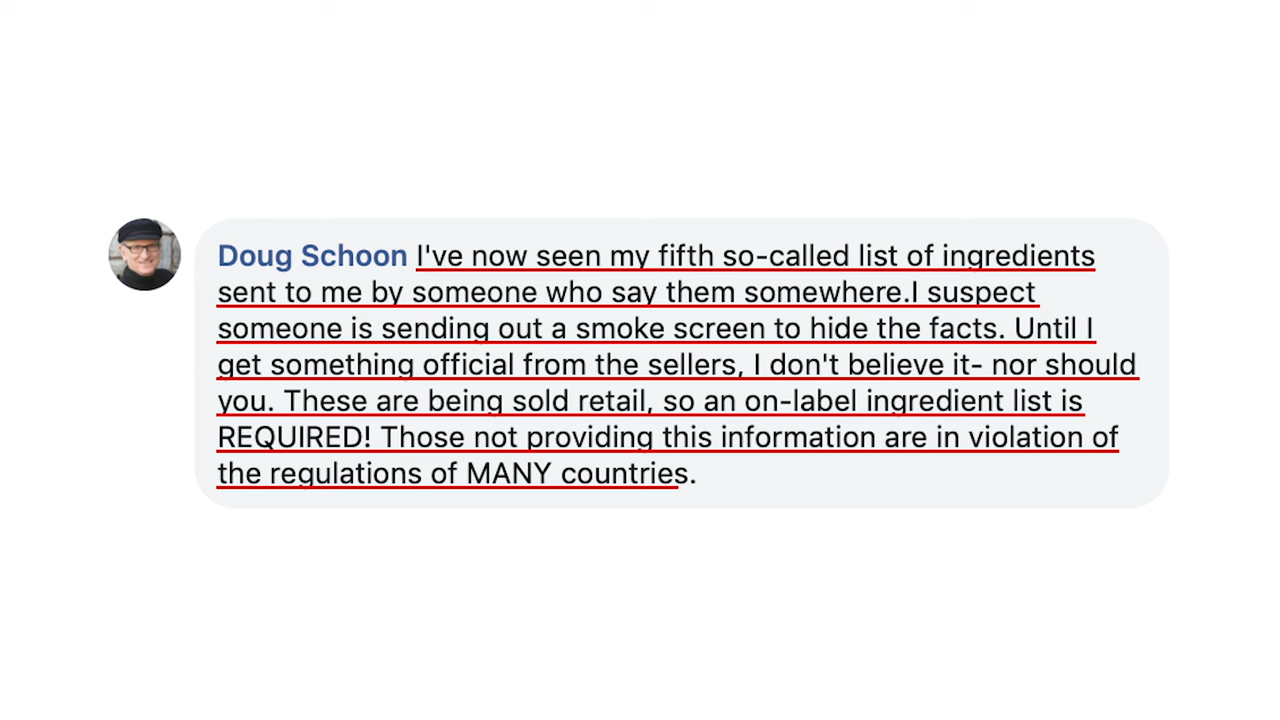 Doug Schoon I've now seen my fifth so-called list of ingredients
sent to me by someone who say them somewhere.I suspect
someone is sending out a smoke screen to hide the facts. Until I
get something official from the sellers, I don't believe it- nor should
you. These are being sold retail, so an on-label ingredient list is
REQUIRED! Those not providing this information are in violation of
the regulations of MANY countries.